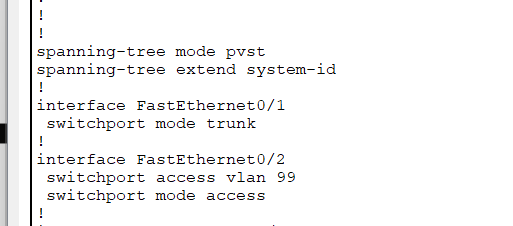 !
!
spanning-tree mode pvst
spanning-tree extend system-id
!
interface FastEthernet0/1
 switchport mode trunk
!
interface FastEthernet0/2
 switchport access vlan 99
 switchport mode access
!